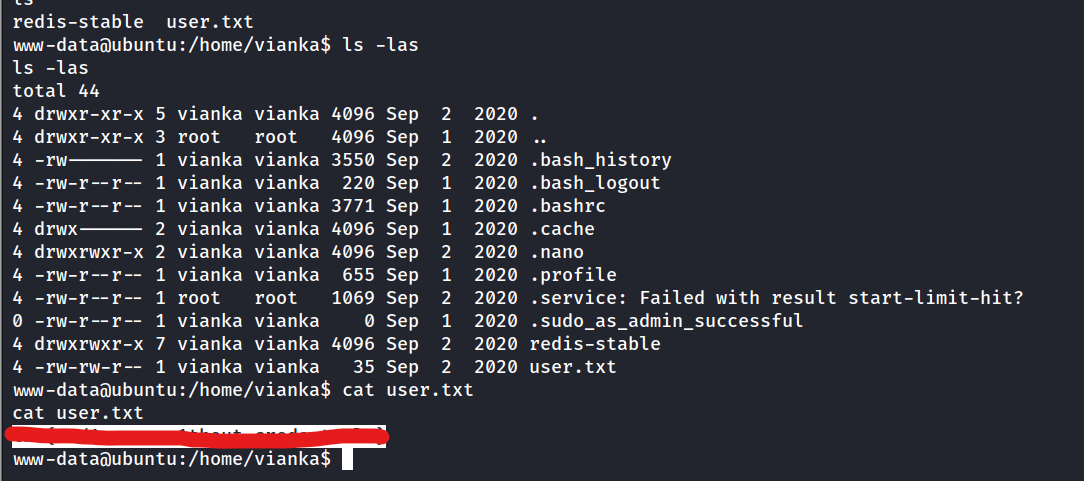 ls
redis-stable  user.txt
www-data@ubuntu:/home/vianka$ ls -las
ls -las
total 44
4 drwxr-xr-x 5 vianka vianka 4096 Sep  2  2020 .
4 drwxr-xr-x 3 root   root   4096 Sep  1  2020 ..
4 -rw------- 1 vianka vianka 3550 Sep  2  2020 .bash_history
4 -rw-r--r-- 1 vianka vianka  220 Sep  1  2020 .bash_logout
4 -rw-r--r-- 1 vianka vianka 3771 Sep  1  2020 .bashrc
4 drwx------ 2 vianka vianka 4096 Sep  1  2020 .cache
4 drwxrwxr-x 2 vianka vianka 4096 Sep  2  2020 .nano
4 -rw-r--r-- 1 vianka vianka  655 Sep  1  2020 .profile
4 -rw-r--r-- 1 root   root   1069 Sep  2  2020 .service: Failed with result start-limit-hit?
0 -rw-r--r-- 1 vianka vianka    0 Sep  1  2020 .sudo_as_admin_successful
4 drwxrwxr-x 7 vianka vianka 4096 Sep  2  2020 redis-stable
4 -rw-rw-r-- 1 vianka vianka   35 Sep  2  2020 user.txt
www-data@ubuntu:/home/vianka$ cat user.txt
cat user.txt
www-data@ubuntu:/home/vianka$